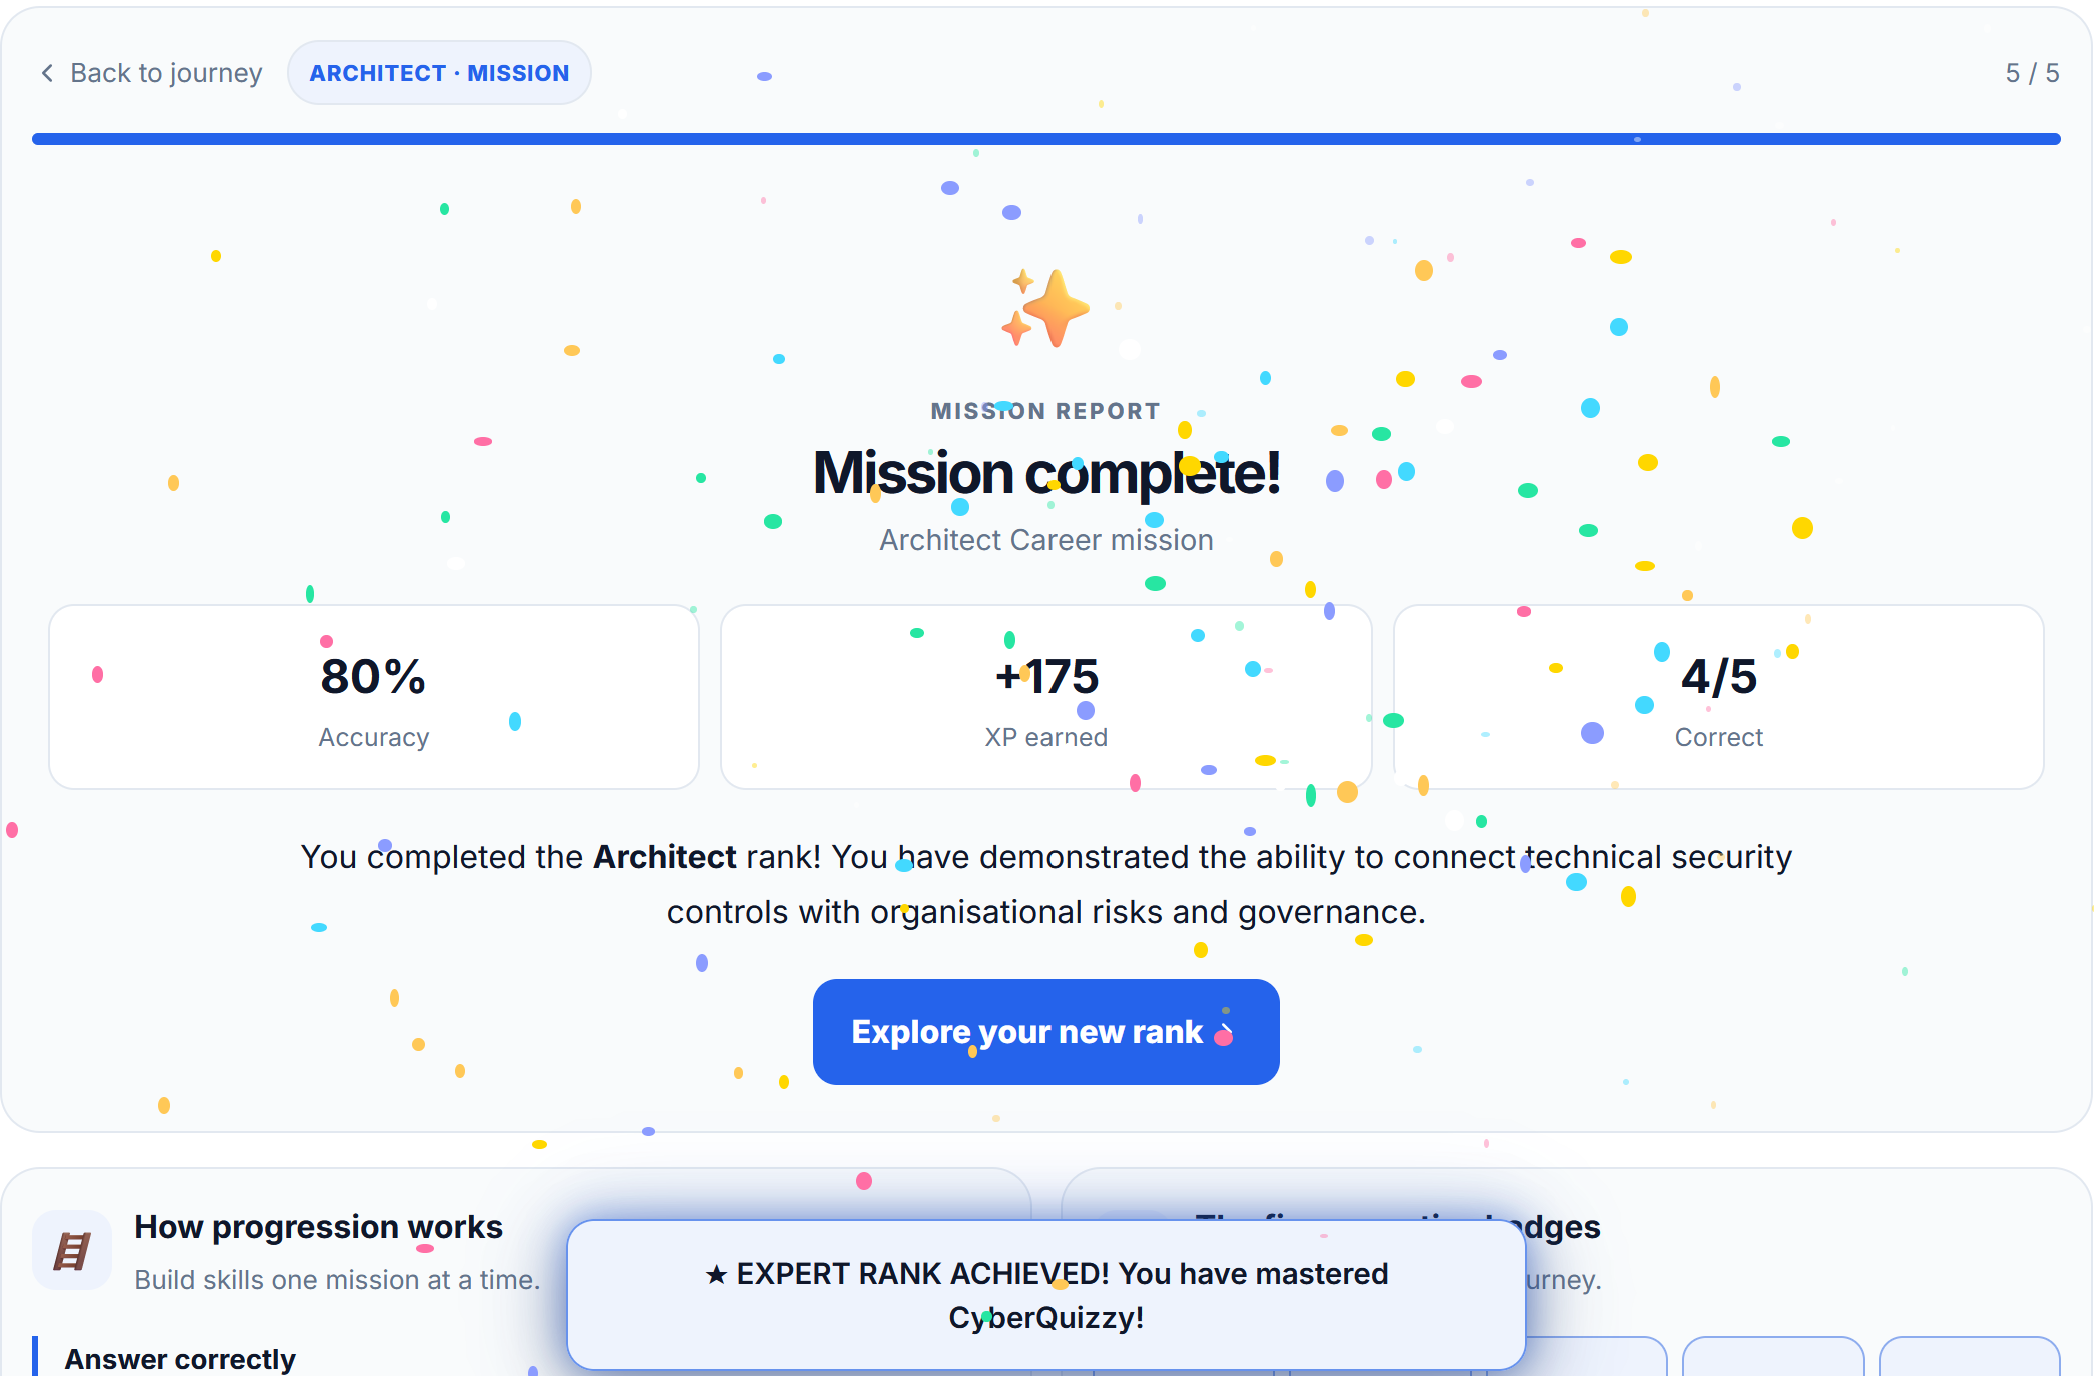 Back to journey
ARCHITECT · MISSION
5 / 5
MISSION REPORT
Mission complete!
Architect Career mission
80%
Accuracy
+175
XP earned
4/5
Correct
You completed the Architect rank! You have demonstrated the ability to connect technical security
controls with organisational risks and governance.
Explore your new rank
How progression works
Build skills one mission at a time.
Answer correctly
★ EXPERT RANK ACHIEVED! You have mastered
CyberQuizzy!